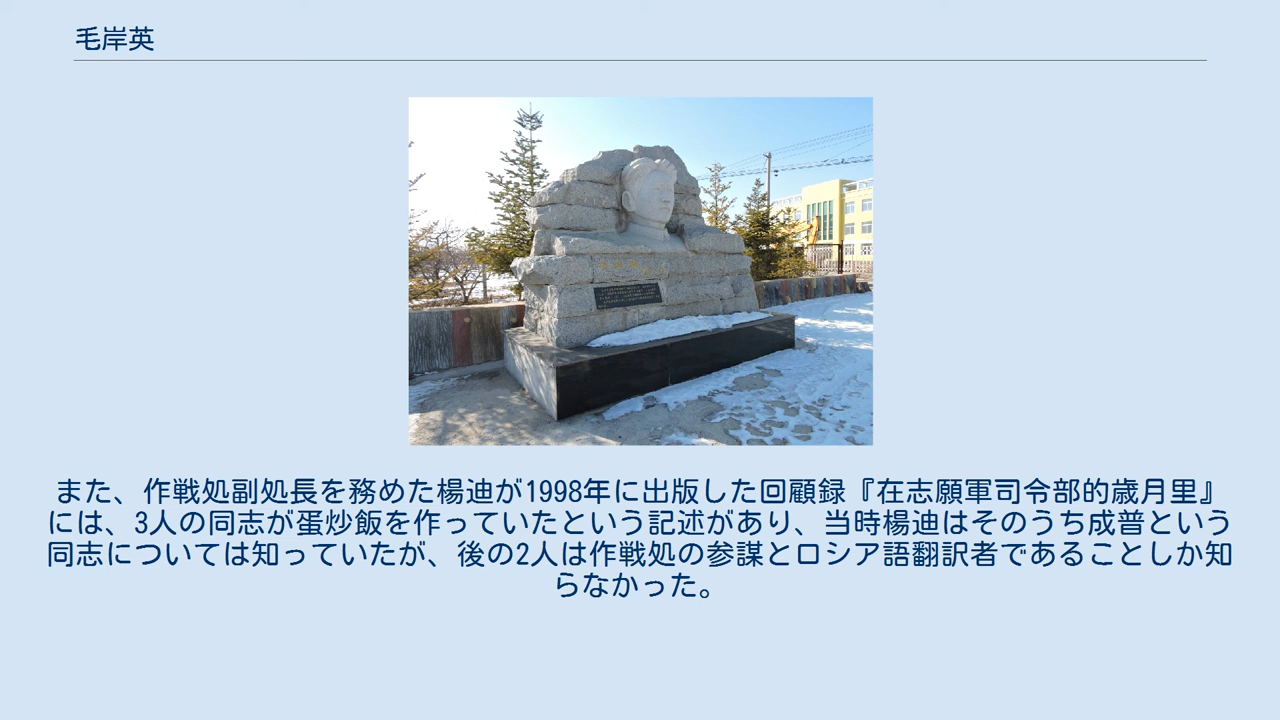 毛岸英
また、作戦処副処長を務めた楊迪が1998年に出版した回顧録『在志願軍司令部的歳月里』
には、3人の同志が蛋炒飯を作っていたという記述があり、当時楊迪はそのうち成普という
同志については知っていたが、後の2人は作戦処の参謀とロシア語翻訳者であることしか知
らなかった。